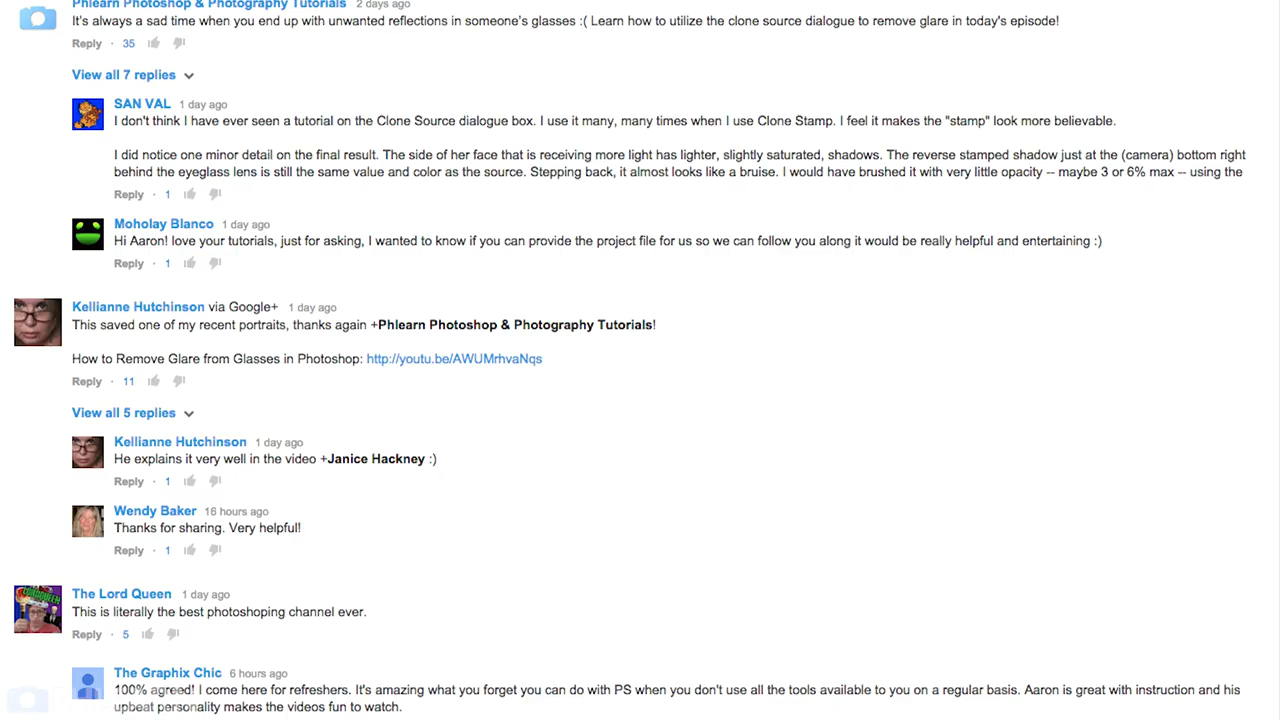 Phlearn Photoshop & Photography Tutorials 2 days ago
It's always a sad time when you end up with unwanted reflections in someone's glasses :( Learn how to utilize the clone source dialogue to remove glare in today's episode!
Reply · 35
View all 7 replies
SAN VAL 1 day ago
I don't think I have ever seen a tutorial on the Clone Source dialogue box. I use it many, many times when I use Clone Stamp. I feel it makes the "stamp" look more believable.
I did notice one minor detail on the final result. The side of her face that is receiving more light has lighter, slightly saturated, shadows. The reverse stamped shadow just at the (camera) bottom right
behind the eyeglass lens is still the same value and color as the source. Stepping back, it almost looks like a bruise. I would have brushed it with very little opacity -- maybe 3 or 6% max -- using the
Reply · 1
Moholay Blanco 1 day ago
Hi Aaron! love your tutorials, just for asking, I wanted to know if you can provide the project file for us so we can follow you along it would be really helpful and entertaining :)
Reply · 1
Kellianne Hutchinson via Google+ 1 day ago
This saved one of my recent portraits, thanks again +Phlearn Photoshop & Photography Tutorials!
How to Remove Glare from Glasses in Photoshop: http://youtu.be/AWUMrhvaNqs
Reply · 11
View all 5 replies
Kellianne Hutchinson 1 day ago
He explains it very well in the video +Janice Hackney :)
Reply · 1
Wendy Baker 16 hours ago
Thanks for sharing. Very helpful!
Reply · 1
The Lord Queen 1 day ago
This is literally the best photoshoping channel ever.
Reply · 5
The Graphix Chic 6 hours ago
100% agreed! I come here for refreshers. It's amazing what you forget you can do with PS when you don't use all the tools available to you on a regular basis. Aaron is great with instruction and his
upbeat personality makes the videos fun to watch.